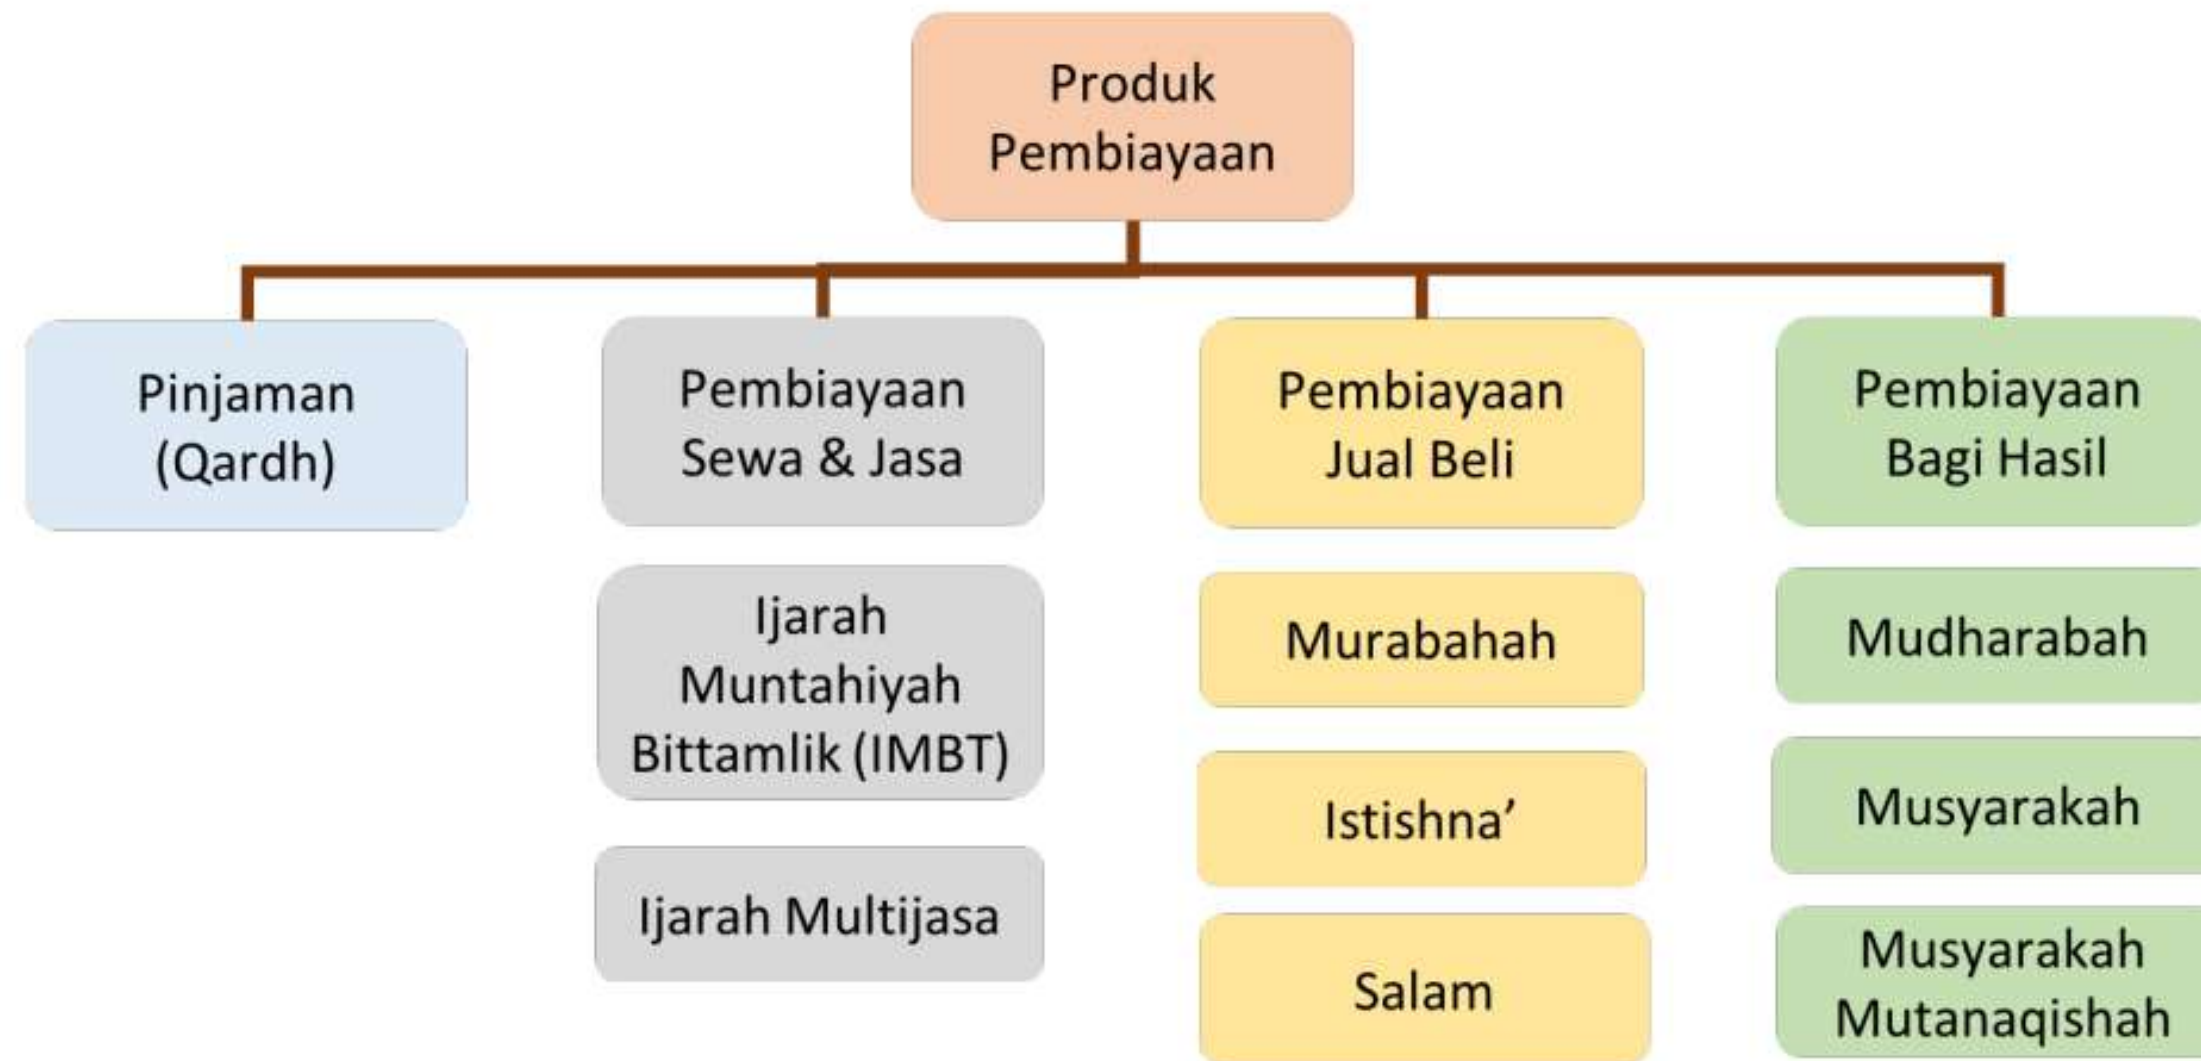 Produk
Pembiayaan
Pinjaman
(Qardh)
Pembiayaan
Sewa & Jasa
Ijarah
Muntahiyah
Bittamlik (IMBT)
Ijarah Multijasa
Pembiayaan
Jual Beli
Murabahah
Istishna’
Salam
Pembiayaan
Bagi Hasil
Mudharabah
Musyarakah
Musyarakah
Mutanaqishah